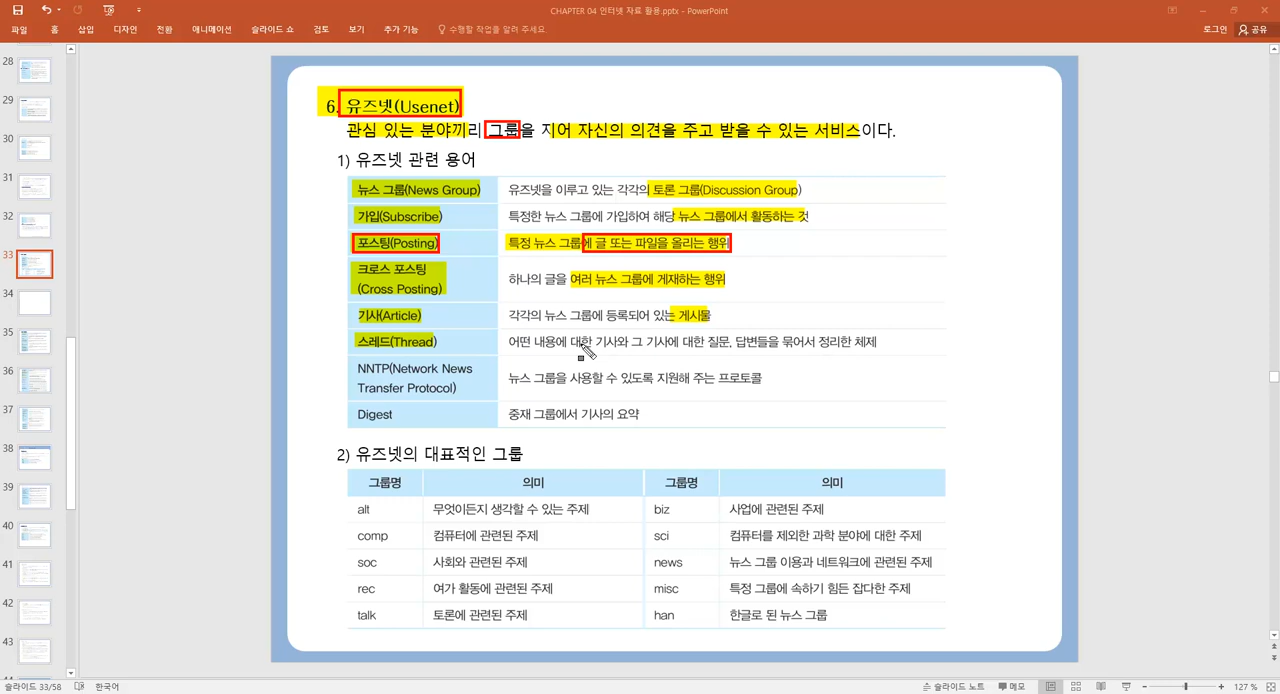 CHAPTER 04 인터넷 자료 활용.pptx - PowerPoint
파일 홈 삽입 디자인 전환 애니메이션 슬라이드 쇼 검토 보기 추가 기능 수행할 작업을 알려 주세요. 로그인 공유
28
29
30
31
32
33
34
35
36
37
38
39
40
41
42
43
6. 유즈넷(Usenet)
관심 있는 분야끼리 그룹을 지어 자신의 의견을 주고 받을 수 있는 서비스이다.
1) 유즈넷 관련 용어
뉴스 그룹(News Group) 유즈넷을 이루고 있는 각각의 토론 그룹(Discussion Group)
가입(Subscribe) 특정한 뉴스 그룹에 가입하여 해당 뉴스 그룹에서 활동하는 것
포스팅(Posting) 특정 뉴스 그룹에 글 또는 파일을 올리는 행위
크로스 포스팅
(Cross Posting) 하나의 글을 여러 뉴스 그룹에 게재하는 행위
기사(Article) 각각의 뉴스 그룹에 등록되어 있는 게시물
스레드(Thread) 어떤 내용에 대한 기사와 그 기사에 대한 질문, 답변들을 묶어서 정리한 체제
NNTP(Network News
Transfer Protocol) 뉴스 그룹을 사용할 수 있도록 지원해 주는 프로토콜
Digest 중재 그룹에서 기사의 요약
2) 유즈넷의 대표적인 그룹
그룹명 의미 그룹명 의미
alt 무엇이든지 생각할 수 있는 주제 biz 사업에 관련된 주제
comp 컴퓨터에 관련된 주제 sci 컴퓨터를 제외한 과학 분야에 대한 주제
soc 사회와 관련된 주제 news 뉴스 그룹 이용과 네트워크에 관련된 주제
rec 여가 활동에 관련된 주제 misc 특정 그룹에 속하기 힘든 잡다한 주제
talk 토론에 관련된 주제 han 한글로 된 뉴스 그룹
슬라이드 33/58 한국어 슬라이드 노트 메모 127 %